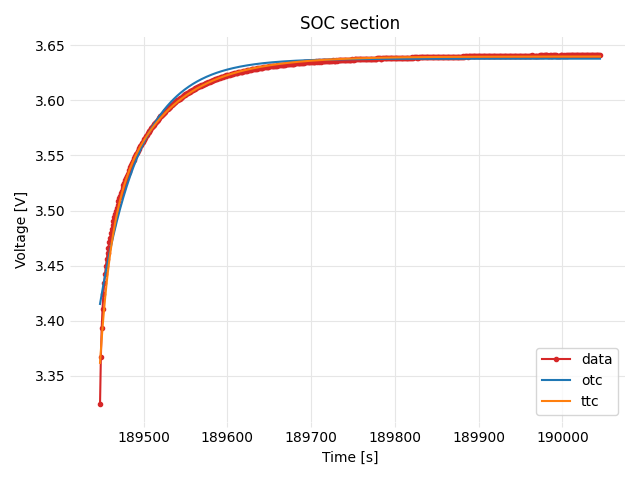 SOC section
3.65
3.60
3.55
3.50
3.45
3.40
3.35
Voltage [V]
data
otc
ttc
189500 189600 189700 189800 189900 190000
Time [s]